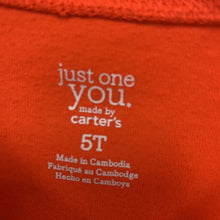 just one
you.
made by
carter's
5T
Made in Cambodia
Fabriqué au Cambodge
Hecho en Camboya